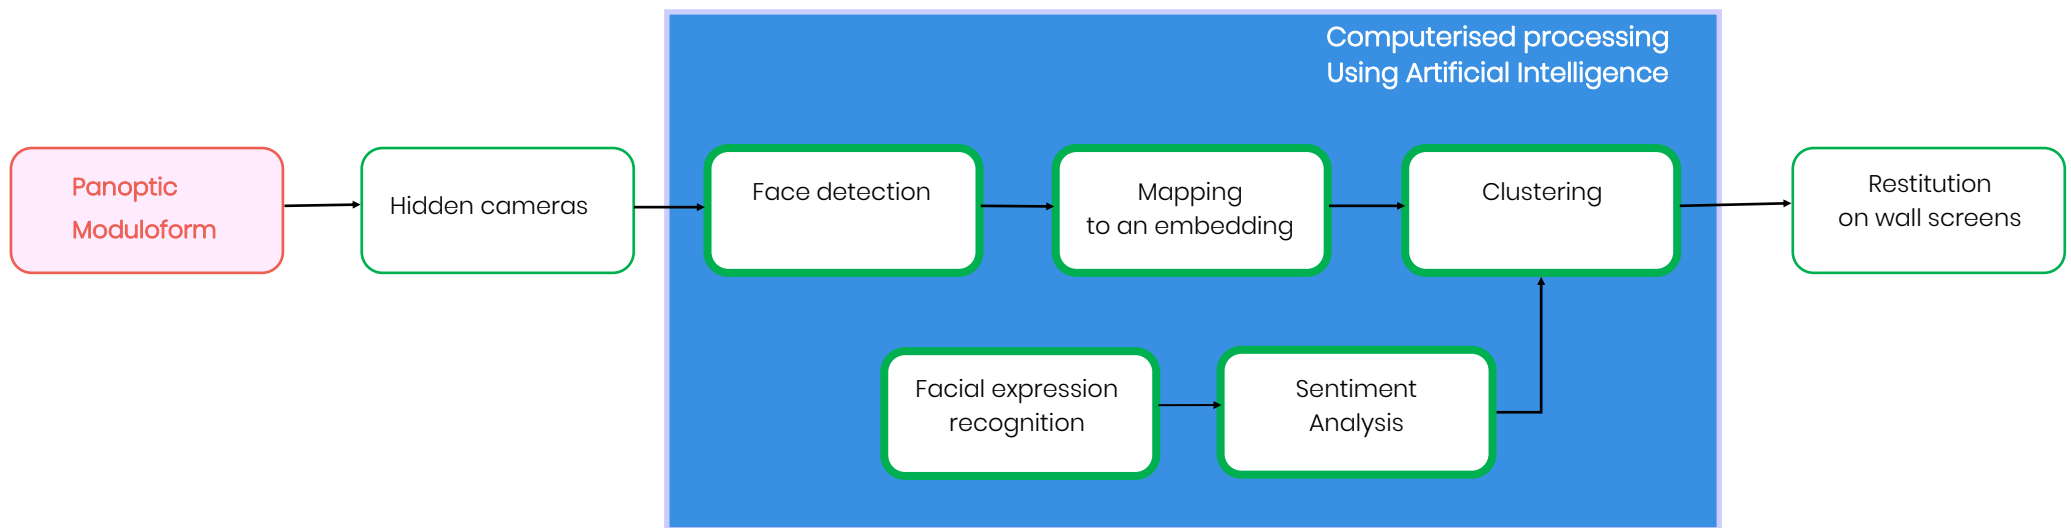 Computerised processing
Using Artificial Intelligence
Panoptic
Moduloform
Hidden cameras
Face detection
Mapping
to an embedding
Clustering
Restitution
on wall screens
Facial expression
recognition
Sentiment
Analysis